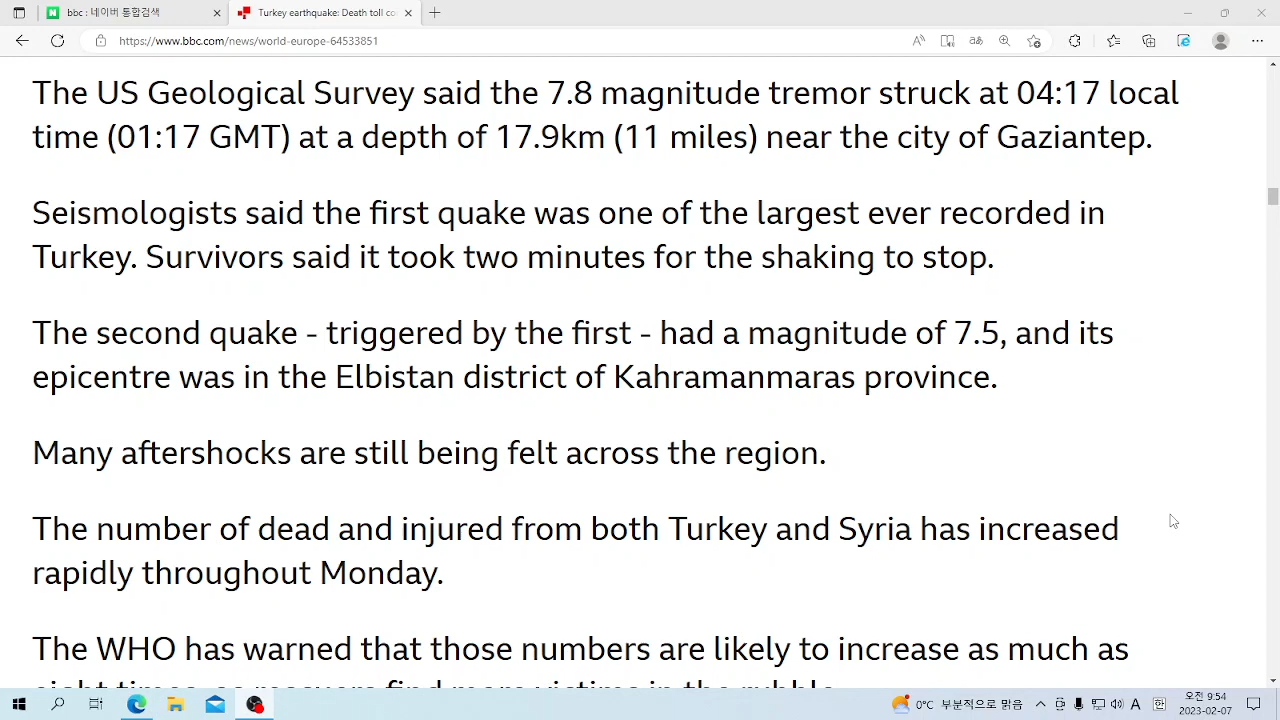 bbc : 네이버 통합검색
Turkey earthquake: Death toll co
https://www.bbc.com/news/world-europe-64533851
The US Geological Survey said the 7.8 magnitude tremor struck at 04:17 local
time (01:17 GMT) at a depth of 17.9km (11 miles) near the city of Gaziantep.
Seismologists said the first quake was one of the largest ever recorded in
Turkey. Survivors said it took two minutes for the shaking to stop.
The second quake - triggered by the first - had a magnitude of 7.5, and its
epicentre was in the Elbistan district of Kahramanmaras province.
Many aftershocks are still being felt across the region.
The number of dead and injured from both Turkey and Syria has increased
rapidly throughout Monday.
The WHO has warned that those numbers are likely to increase as much as
0°C 부분적으로 맑음
A
오전 9:54
2023-02-07